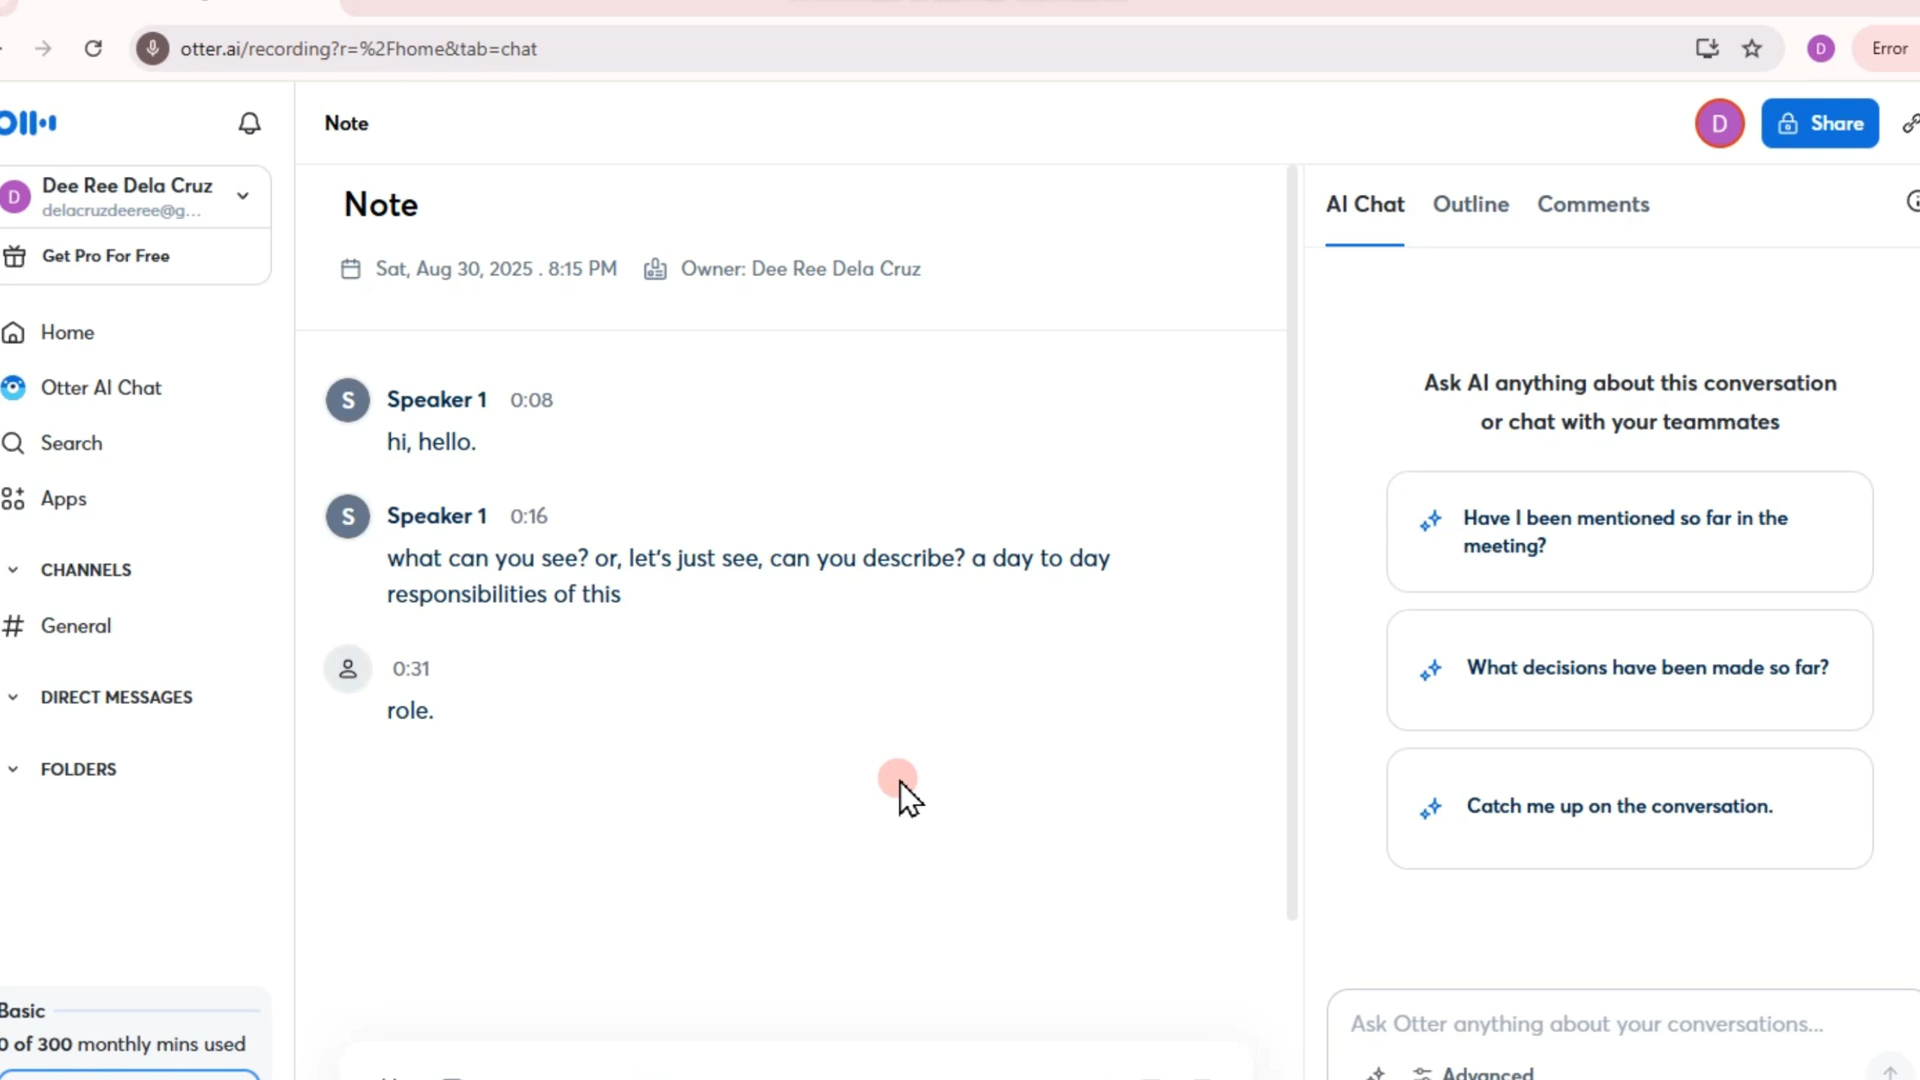 otter.ai/recording?r=%2Fhome&tab=chat
D
Error
Note
D
Share
D
Dee Ree Dela Cruz
delacruzdeeree@g...
Get Pro For Free
Home
Otter AI Chat
Search
Apps
CHANNELS
General
DIRECT MESSAGES
FOLDERS
Basic
0 of 300 monthly mins used
Note
Sat, Aug 30, 2025 . 8:15 PM
Owner: Dee Ree Dela Cruz
S
Speaker 1 0:08
hi, hello.
S
Speaker 1 0:16
what can you see? or, let's just see, can you describe? a day to day
responsibilities of this
0:31
role.
AI Chat
Outline
Comments
Ask AI anything about this conversation
or chat with your teammates
Have I been mentioned so far in the
meeting?
What decisions have been made so far?
Catch me up on the conversation.
Ask Otter anything about your conversations...
Advanced